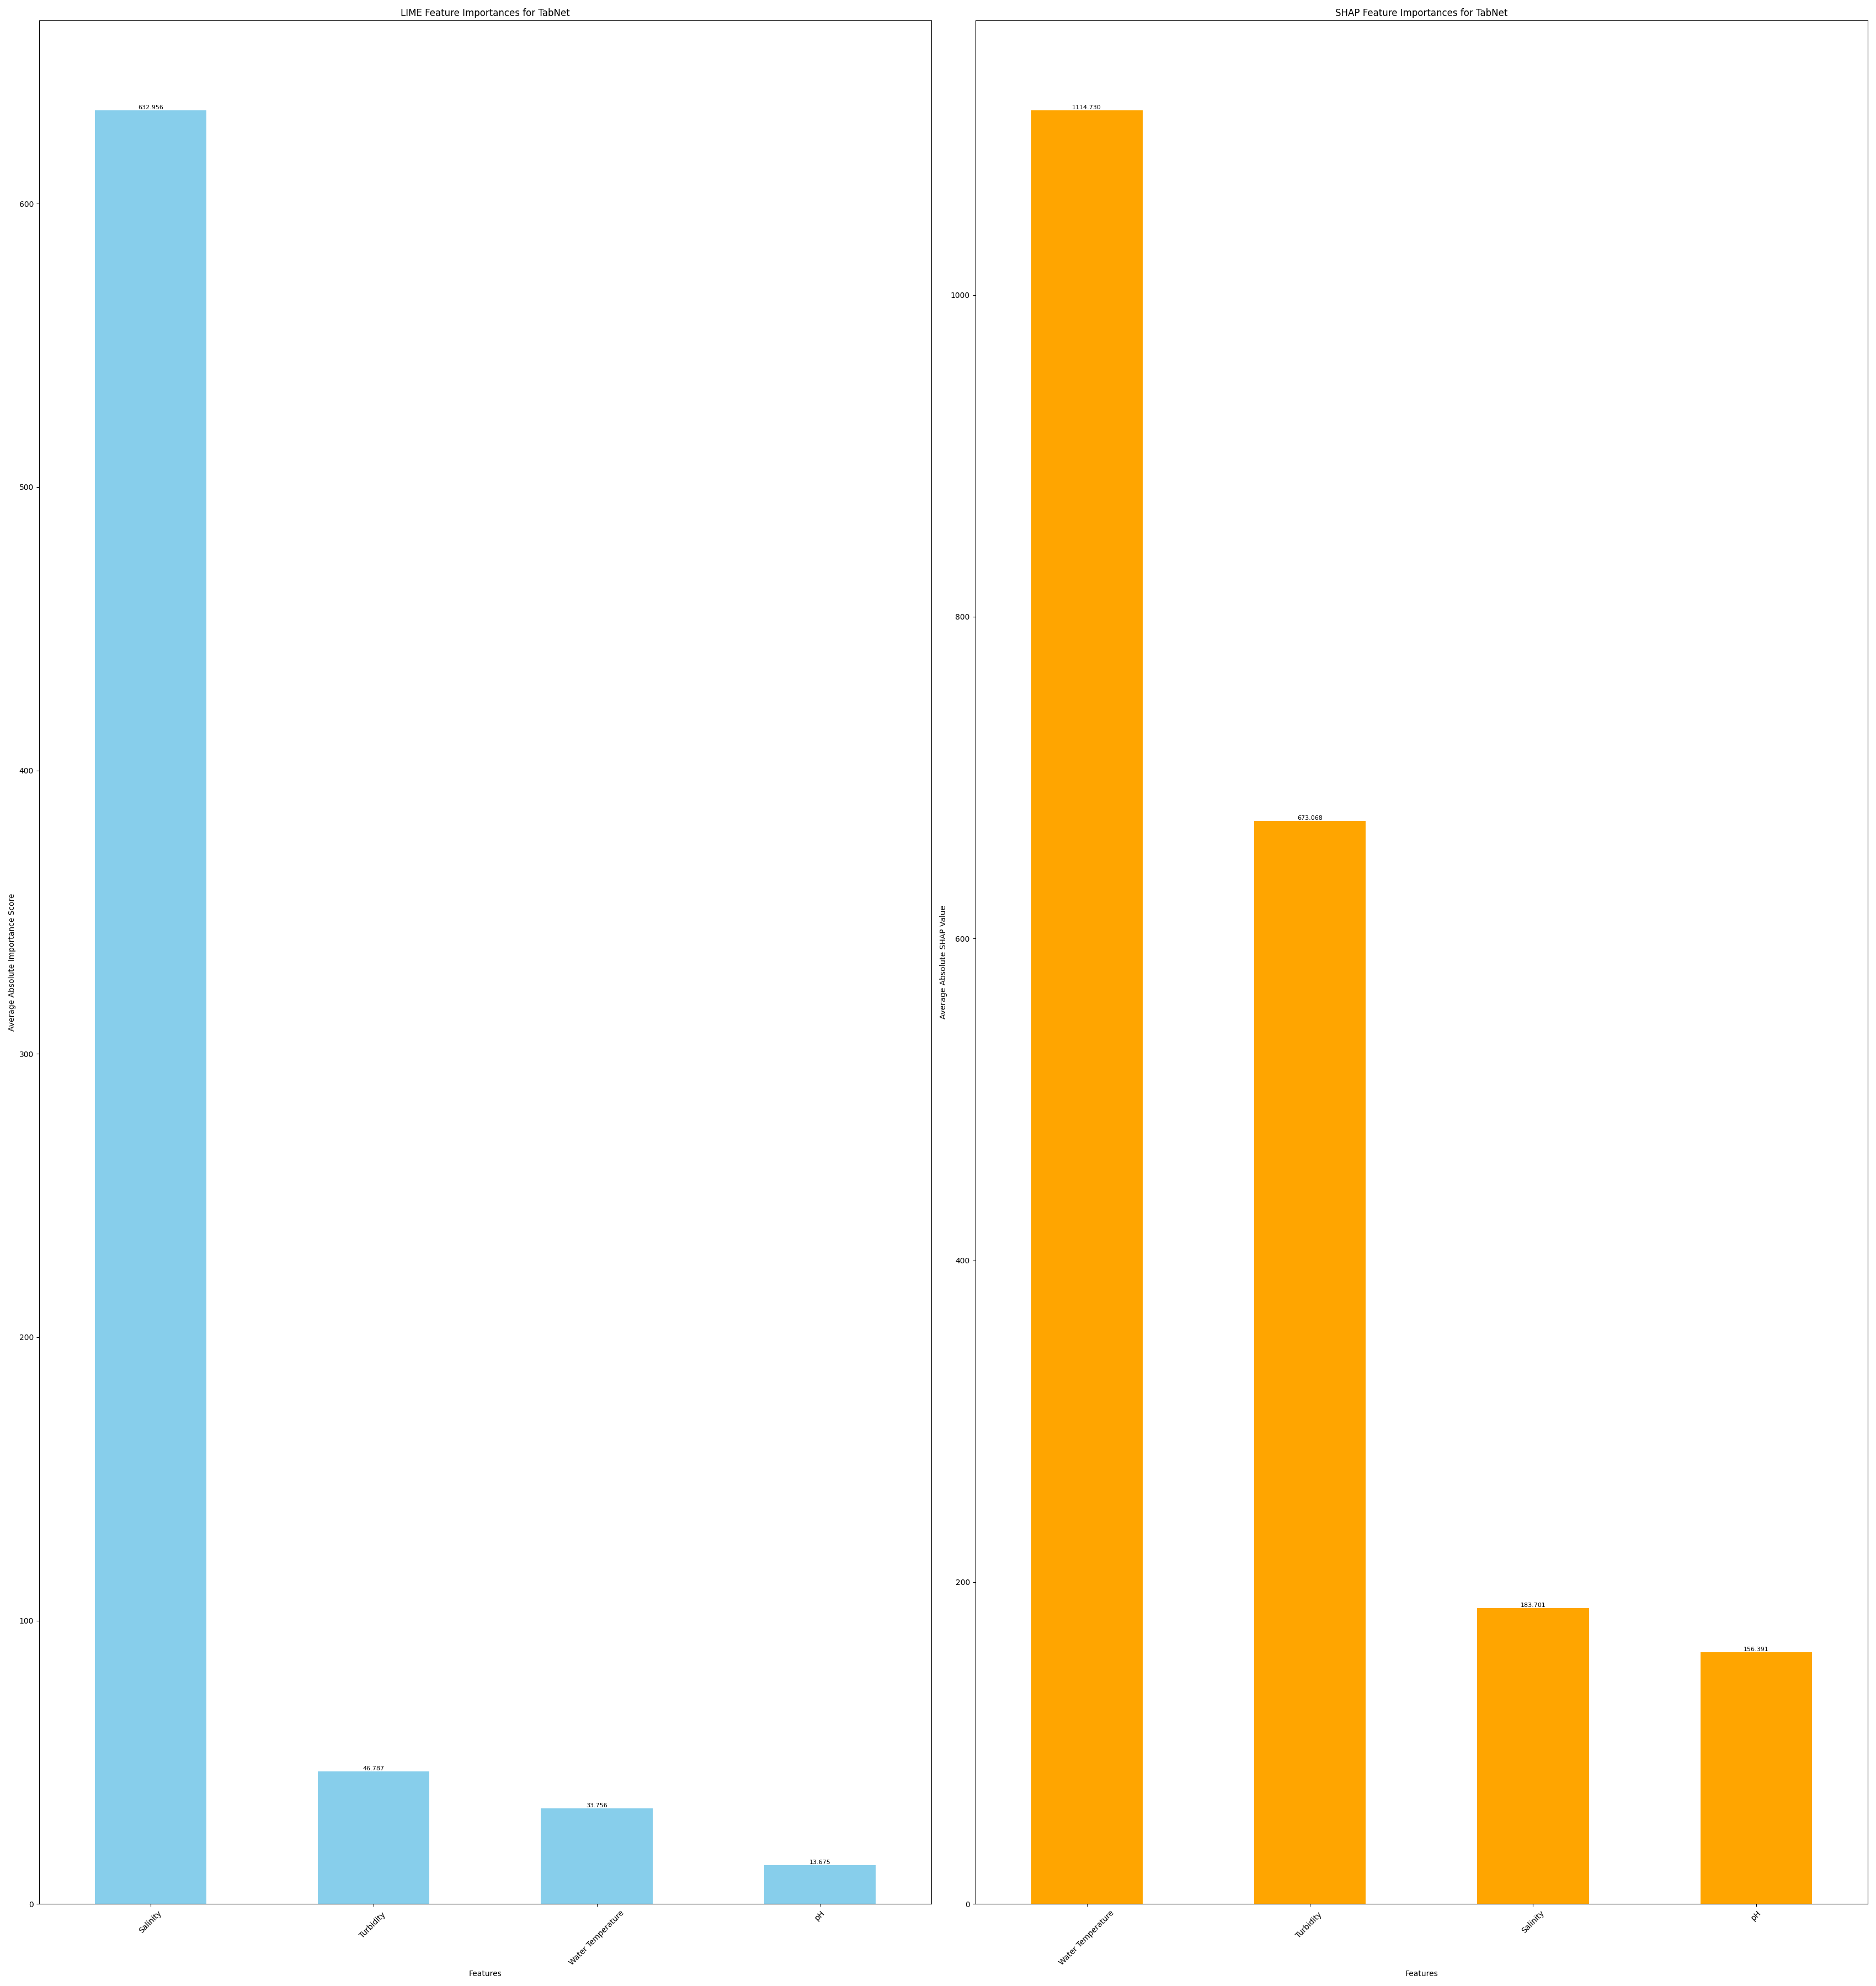 LIME Feature Importances for TabNet
Average Absolute Importance Score
600
500
400
300
200
100
0
632.956
46.787
33.756
13.675
Salinity
Turbidity
Water Temperature
pH
Features
SHAP Feature Importances for TabNet
Average Absolute SHAP Value
1000
800
600
400
200
0
1114.730
673.068
183.701
156.391
Water Temperature
Turbidity
Salinity
pH
Features